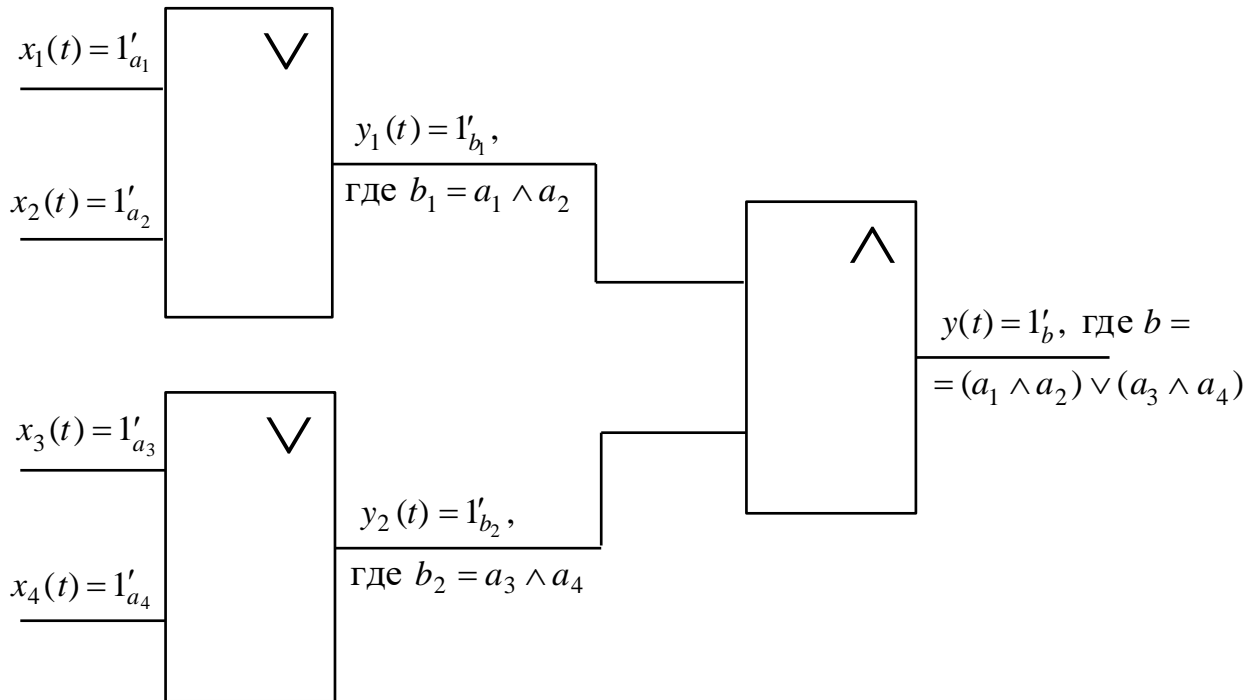 x₁(t) = 1′ₐ₁
∨
y₁(t) = 1′_b₁,
где b₁ = a₁ ∧ a₂
x₂(t) = 1′ₐ₂
∧
y(t) = 1′_b, где b =
= (a₁ ∧ a₂) ∨ (a₃ ∧ a₄)
x₃(t) = 1′ₐ₃
∨
y₂(t) = 1′_b₂,
где b₂ = a₃ ∧ a₄
x₄(t) = 1′ₐ₄